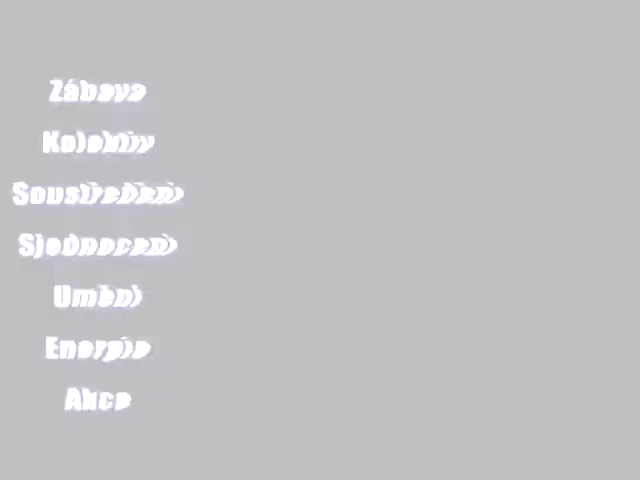 Zábava
Kolektiv
Soustředění
Sjednocení
Umění
Energie
Akce